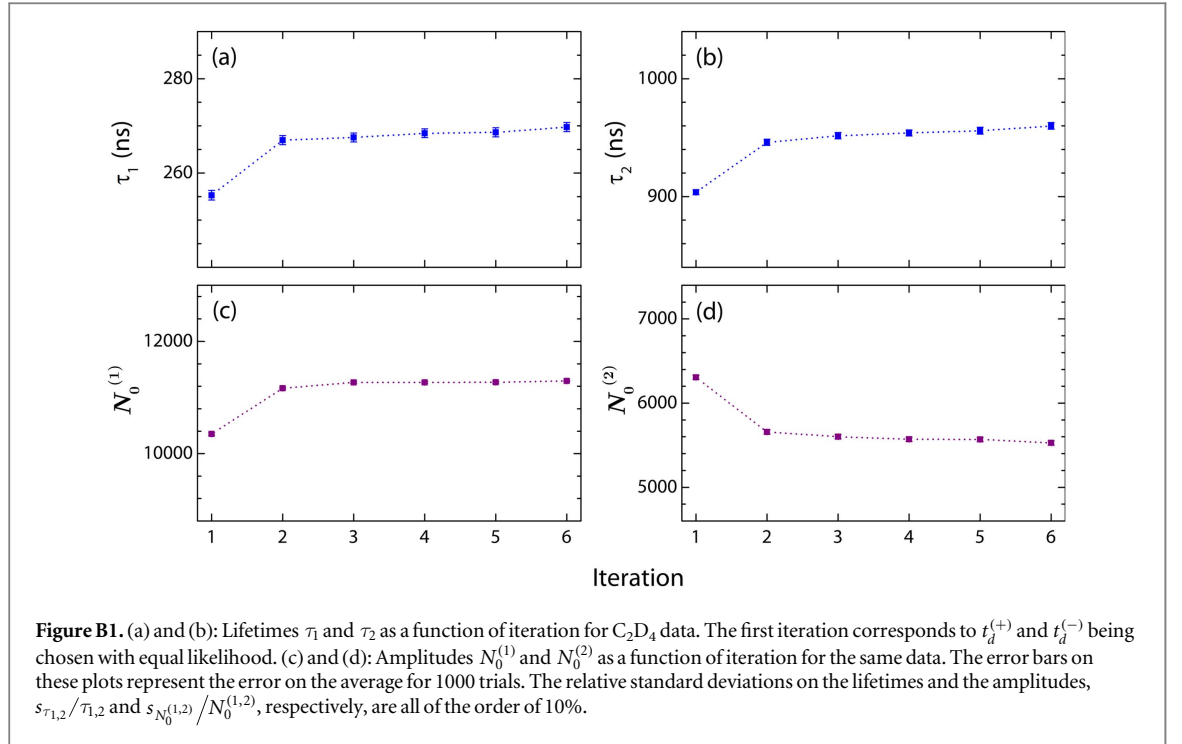 (a)
280
260
τ1 (ns)
(b)
1000
900
τ2 (ns)
(c)
12000
10000
N0(1)
1 2 3 4 5 6
(d)
7000
6000
5000
N0(2)
1 2 3 4 5 6
Iteration
Figure B1. (a) and (b): Lifetimes τ1 and τ2 as a function of iteration for C2D4 data. The first iteration corresponds to td(+) and td(−) being
chosen with equal likelihood. (c) and (d): Amplitudes N0(1) and N0(2) as a function of iteration for the same data. The error bars on
these plots represent the error on the average for 1000 trials. The relative standard deviations on the lifetimes and the amplitudes,
sτ1,2/τ1,2 and sN0(1,2)/N0(1,2), respectively, are all of the order of 10%.